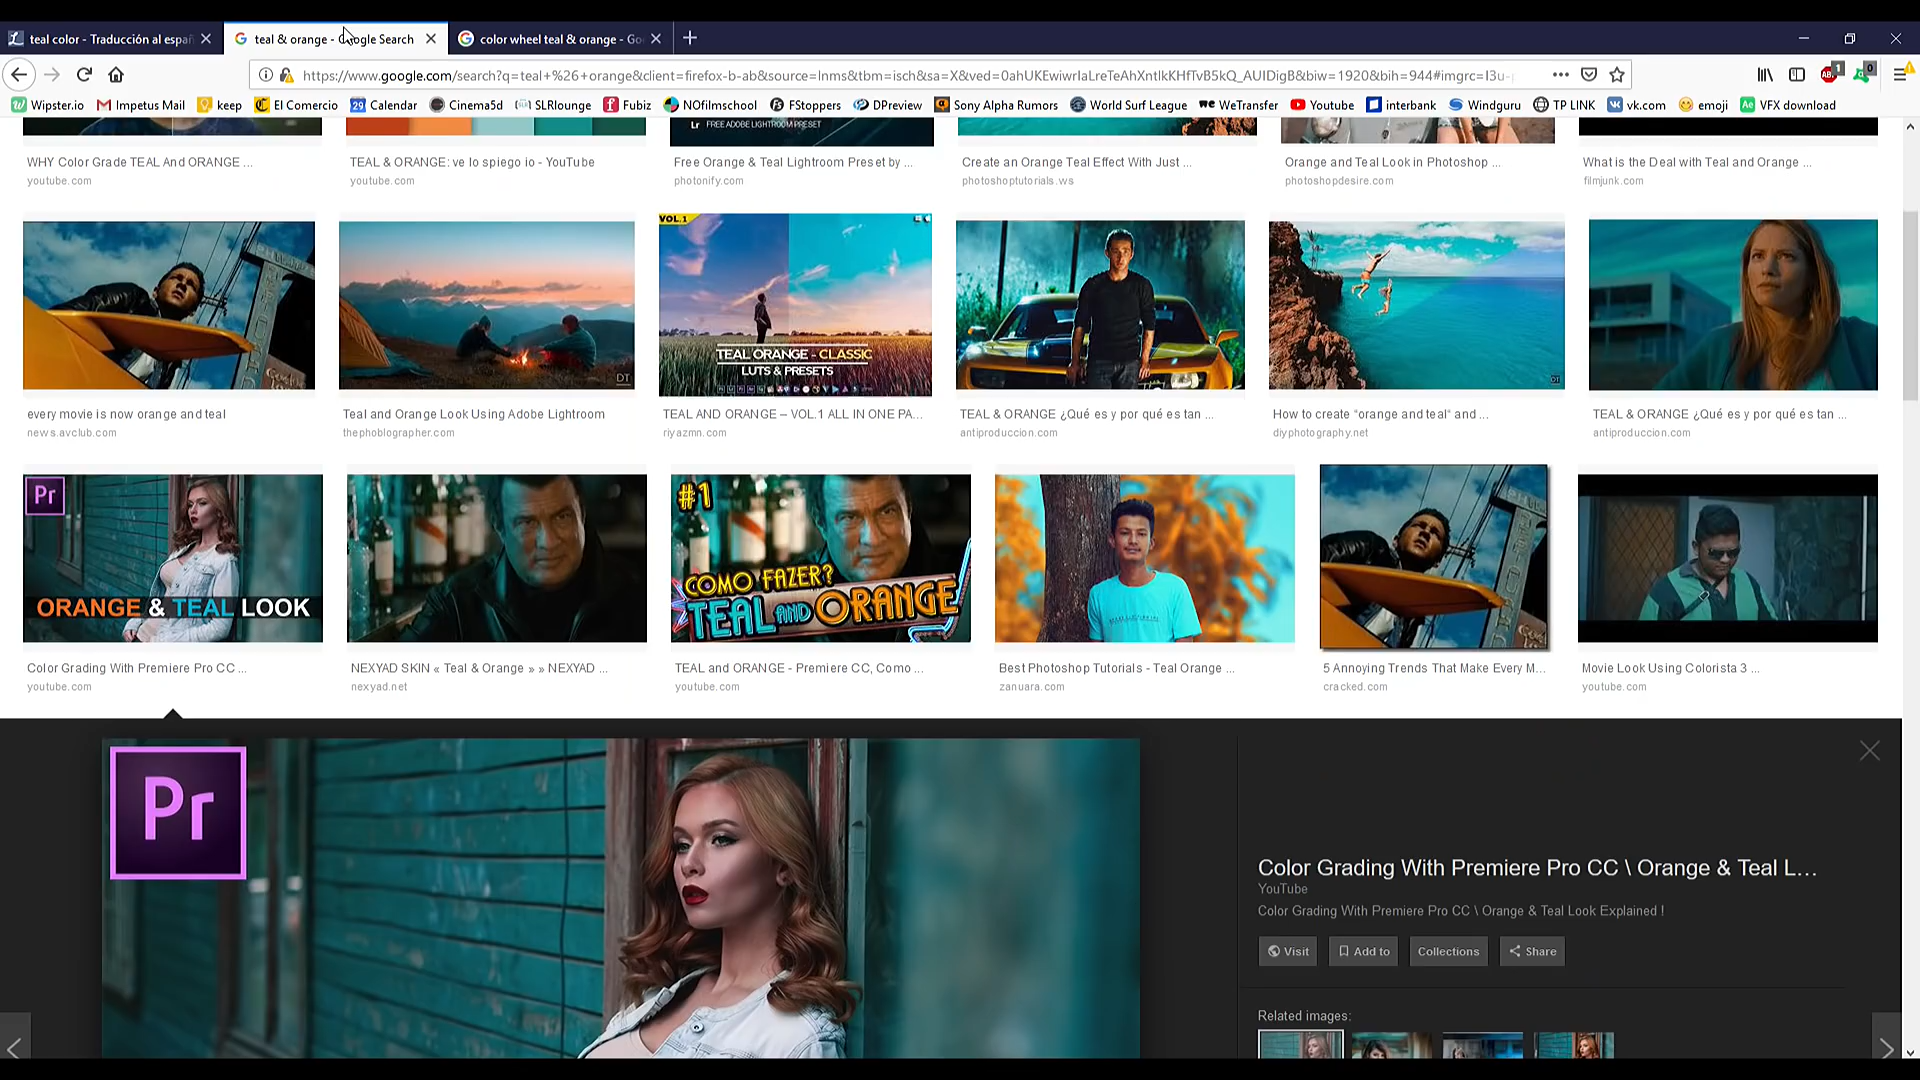 teal color - Traducción al españ
teal & orange - Google Search
color wheel teal & orange - Go
https://www.google.com/search?q=teal+%26+orange&client=firefox-b-ab&source=lnms&tbm=isch&sa=X&ved=0ahUKEwiwrIaLreTeAhXntlkKHfTvB5kQ_AUIDigB&biw=1920&bih=944#imgrc=I3u-
Wipster.io
Impetus Mail
keep
El Comercio
29 Calendar
Cinema5d
SLRlounge
Fubiz
NOfilmschool
FStoppers
DPreview
Sony Alpha Rumors
World Surf League
WeTransfer
Youtube
interbank
Windguru
TP LINK
vk.com
emoji
VFX download
Lr FREE ADOBE LIGHTROOM PRESET
WHY Color Grade TEAL And ORANGE ...
youtube.com
TEAL & ORANGE: ve lo spiego io - YouTube
youtube.com
Free Orange & Teal Lightroom Preset by ...
photonify.com
Create an Orange Teal Effect With Just ...
photoshoptutorials.ws
Orange and Teal Look in Photoshop ...
photoshopdesire.com
What is the Deal with Teal and Orange ...
filmjunk.com
VOL.1
TEAL ORANGE - CLASSIC
LUTS & PRESETS
DT
every movie is now orange and teal
news.avclub.com
Teal and Orange Look Using Adobe Lightroom
thephoblographer.com
TEAL AND ORANGE – VOL.1 ALL IN ONE PA...
riyazmn.com
TEAL & ORANGE ¿Qué es y por qué es tan ...
antiproduccion.com
How to create “orange and teal“ and ...
diyphotography.net
TEAL & ORANGE ¿Qué es y por qué es tan ...
antiproduccion.com
Pr
ORANGE & TEAL LOOK
#1
COMO FAZER?
TEAL AND ORANGE
Color Grading With Premiere Pro CC ...
youtube.com
NEXYAD SKIN « Teal & Orange » » NEXYAD ...
nexyad.net
TEAL and ORANGE - Premiere CC, Como ...
youtube.com
Best Photoshop Tutorials - Teal Orange ...
zanuara.com
5 Annoying Trends That Make Every M...
cracked.com
Movie Look Using Colorista 3 ...
youtube.com
Pr
Color Grading With Premiere Pro CC \ Orange & Teal L...
YouTube
Color Grading With Premiere Pro CC \ Orange & Teal Look Explained !
Visit
Add to
Collections
Share
Related images: